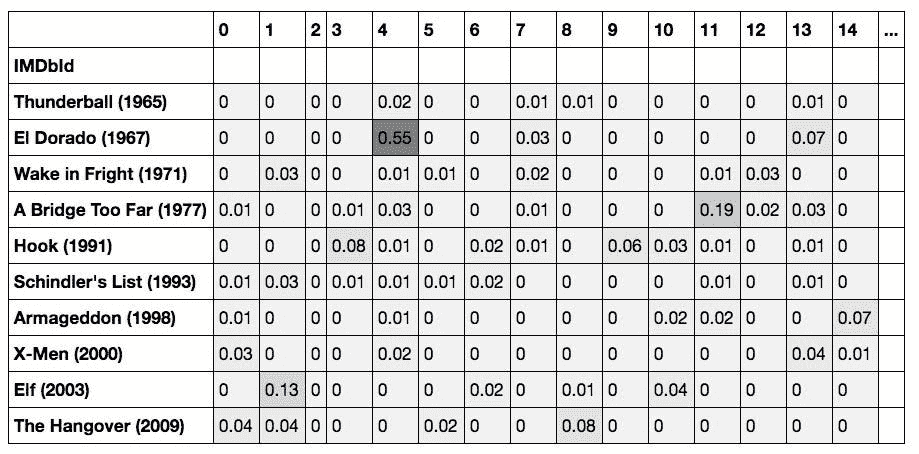 0 1 2 3 4 5 6 7 8 9 10 11 12 13 14 ...
IMDbId
Thunderball (1965) 0 0 0 0 0.02 0 0 0.01 0.01 0 0 0 0 0.01 0
El Dorado (1967) 0 0 0 0 0.55 0 0 0.03 0 0 0 0 0 0.07 0
Wake in Fright (1971) 0 0.03 0 0 0.01 0.01 0 0.02 0 0 0 0.01 0.03 0 0
A Bridge Too Far (1977) 0.01 0 0 0.01 0.03 0 0 0.01 0 0 0 0.19 0.02 0.03 0
Hook (1991) 0 0 0 0.08 0.01 0 0.02 0.01 0 0.06 0.03 0.01 0 0.01 0
Schindler's List (1993) 0.01 0.03 0 0.01 0.01 0.01 0.02 0 0 0 0 0.01 0 0.01 0
Armageddon (1998) 0.01 0 0 0 0.01 0 0 0 0 0 0.02 0.02 0 0 0.07
X-Men (2000) 0.03 0 0 0 0.02 0 0 0 0 0 0 0 0 0.04 0.01
Elf (2003) 0 0.13 0 0 0 0 0.02 0 0.01 0 0.04 0 0 0 0
The Hangover (2009) 0.04 0.04 0 0 0 0.02 0 0 0.08 0 0 0 0 0 0